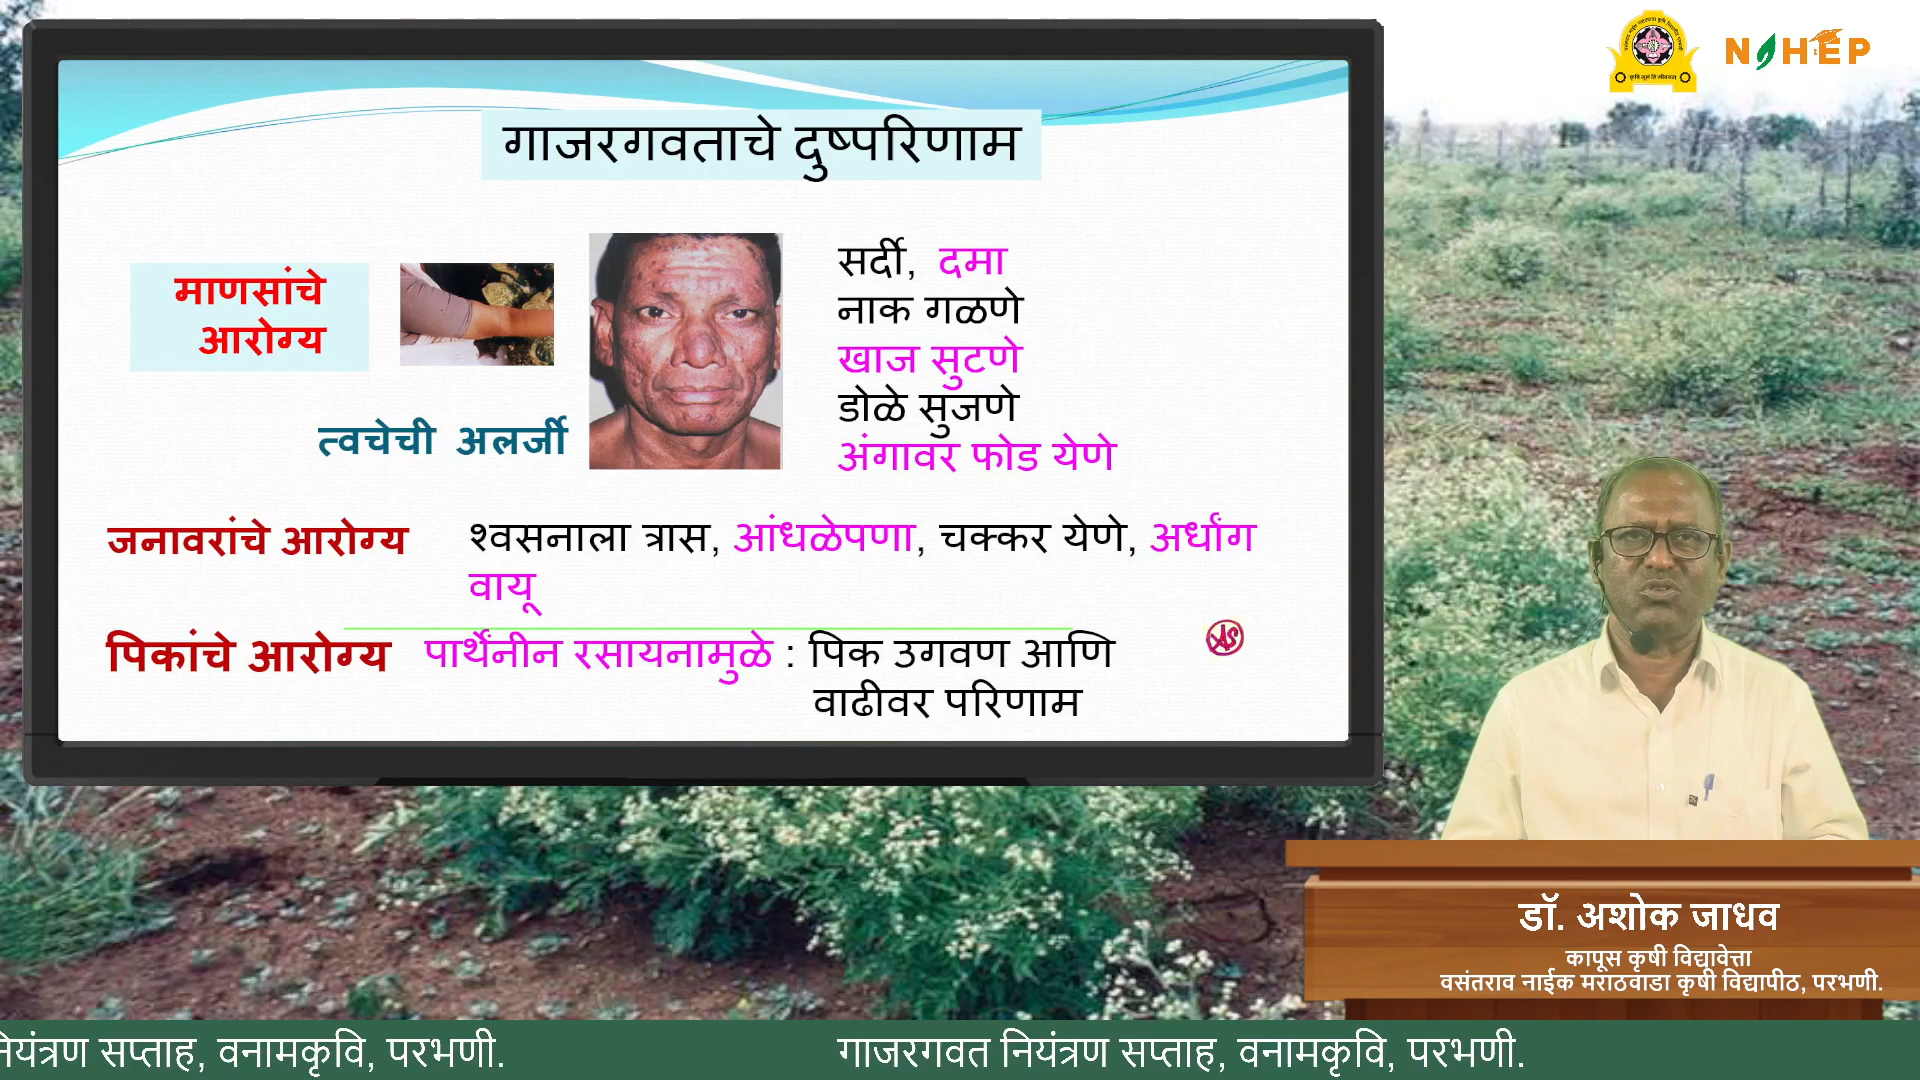 NAHEP
गाजरगवताचे दुष्परिणाम
माणसांचे
आरोग्य
सर्दी, दमा
नाक गळणे
खाज सुटणे
डोळे सुजणे
अंगावर फोड येणे
त्वचेची अलर्जी
जनावरांचे आरोग्य
श्वसनाला त्रास, आंधळेपणा, चक्कर येणे, अर्धांग
वायू
पिकांचे आरोग्य
पार्थेंनीन रसायनामुळे : पिक उगवण आणि
वाढीवर परिणाम
डॉ. अशोक जाधव
कापूस कृषी विद्यावेत्ता
वसंतराव नाईक मराठवाडा कृषी विद्यापीठ, परभणी.
नियंत्रण सप्ताह, वनामकृवि, परभणी. गाजरगवत नियंत्रण सप्ताह, वनामकृवि, परभणी.